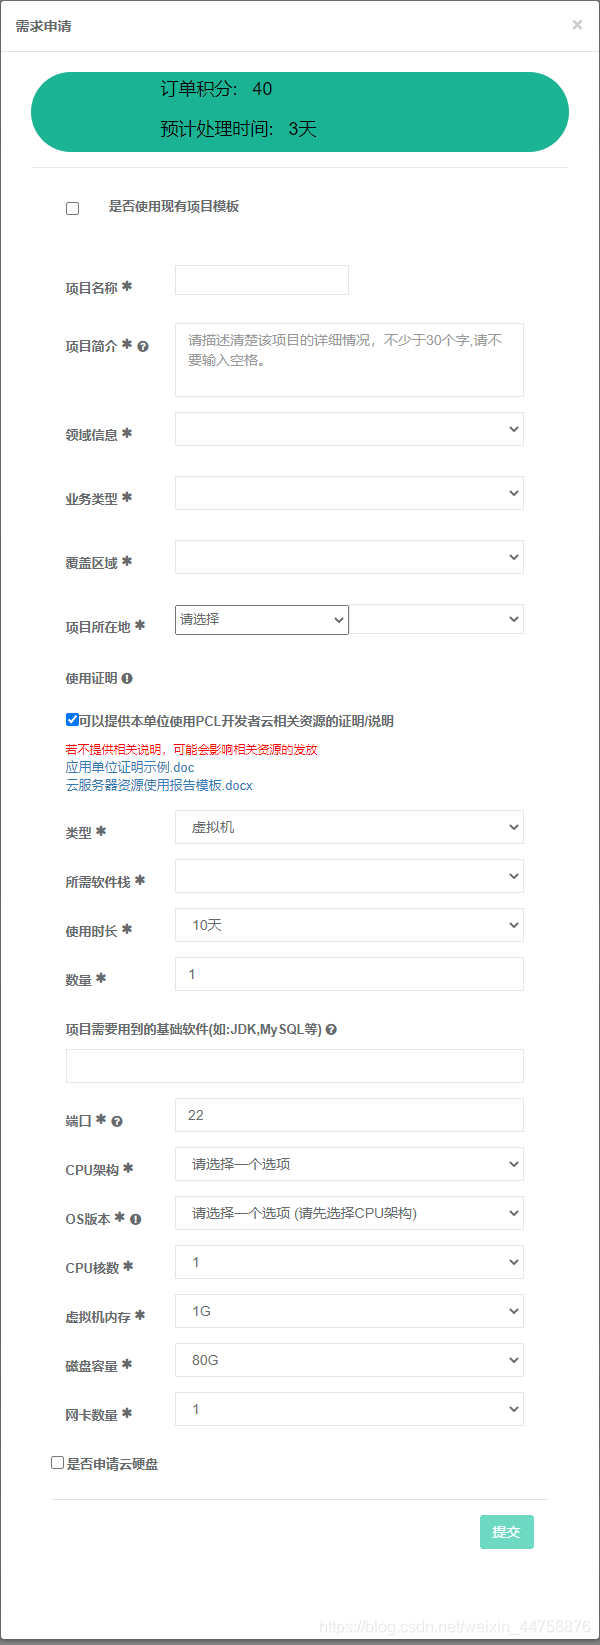 需求申请 ×
订单积分: 40
预计处理时间: 3天
是否使用现有项目模板
项目名称 *
项目简介 * ?
请描述清楚该项目的详细情况，不少于30个字,请不
要输入空格。
领域信息 *
业务类型 *
覆盖区域 *
项目所在地 * 请选择
使用证明 !
可以提供本单位使用PCL开发者云相关资源的证明/说明
若不提供相关说明，可能会影响相关资源的发放
应用单位证明示例.doc
云服务器资源使用报告模板.docx
类型 * 虚拟机
所需软件栈 *
使用时长 * 10天
数量 * 1
项目需要用到的基础软件(如:JDK,MySQL等) ?
端口 * ? 22
CPU架构 * 请选择一个选项
OS版本 * ! 请选择一个选项 (请先选择CPU架构)
CPU核数 * 1
虚拟机内存 * 1G
磁盘容量 * 80G
网卡数量 * 1
是否申请云硬盘
提交
https://blog.csdn.net/weixin_44758876